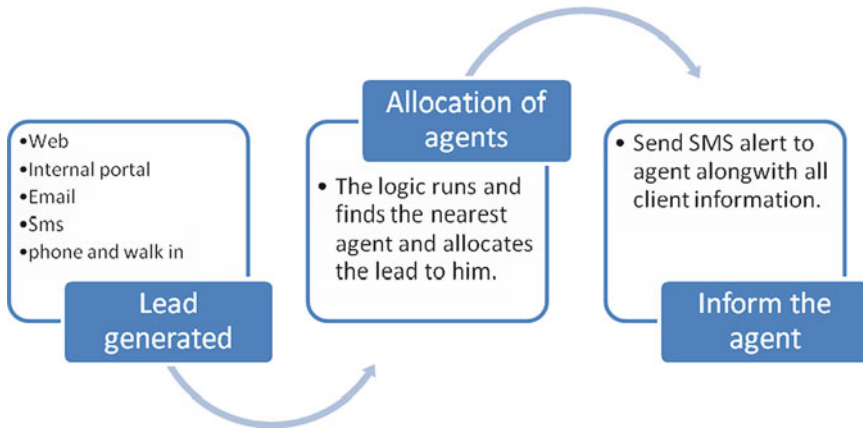 •Web
•Internal portal
•Email
•Sms
•phone and walk in
Lead
generated
Allocation of
agents
• The logic runs and
finds the nearest
agent and allocates
the lead to him.
• Send SMS alert to
agent alongwith all
client information.
Inform the
agent